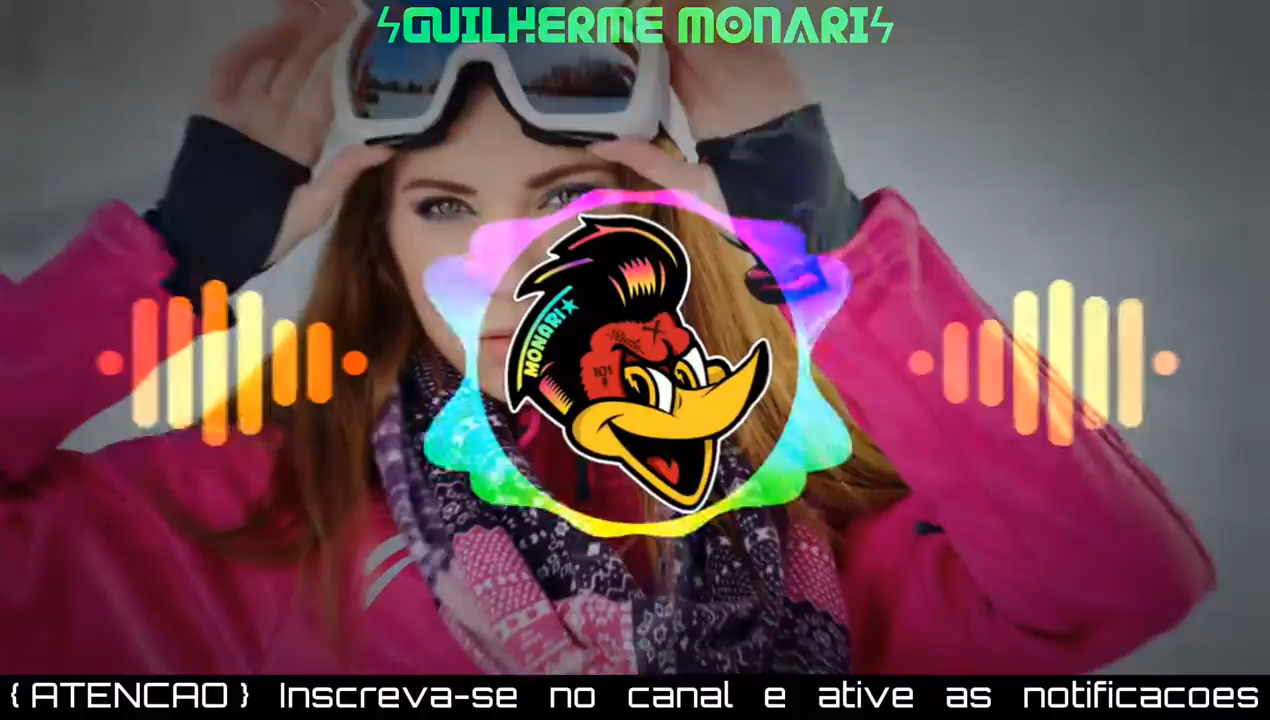 ϟGUILHERME MONARIϟ
MONARI★
{ATENCAO} Inscreva-se no canal e ative as notificacoes